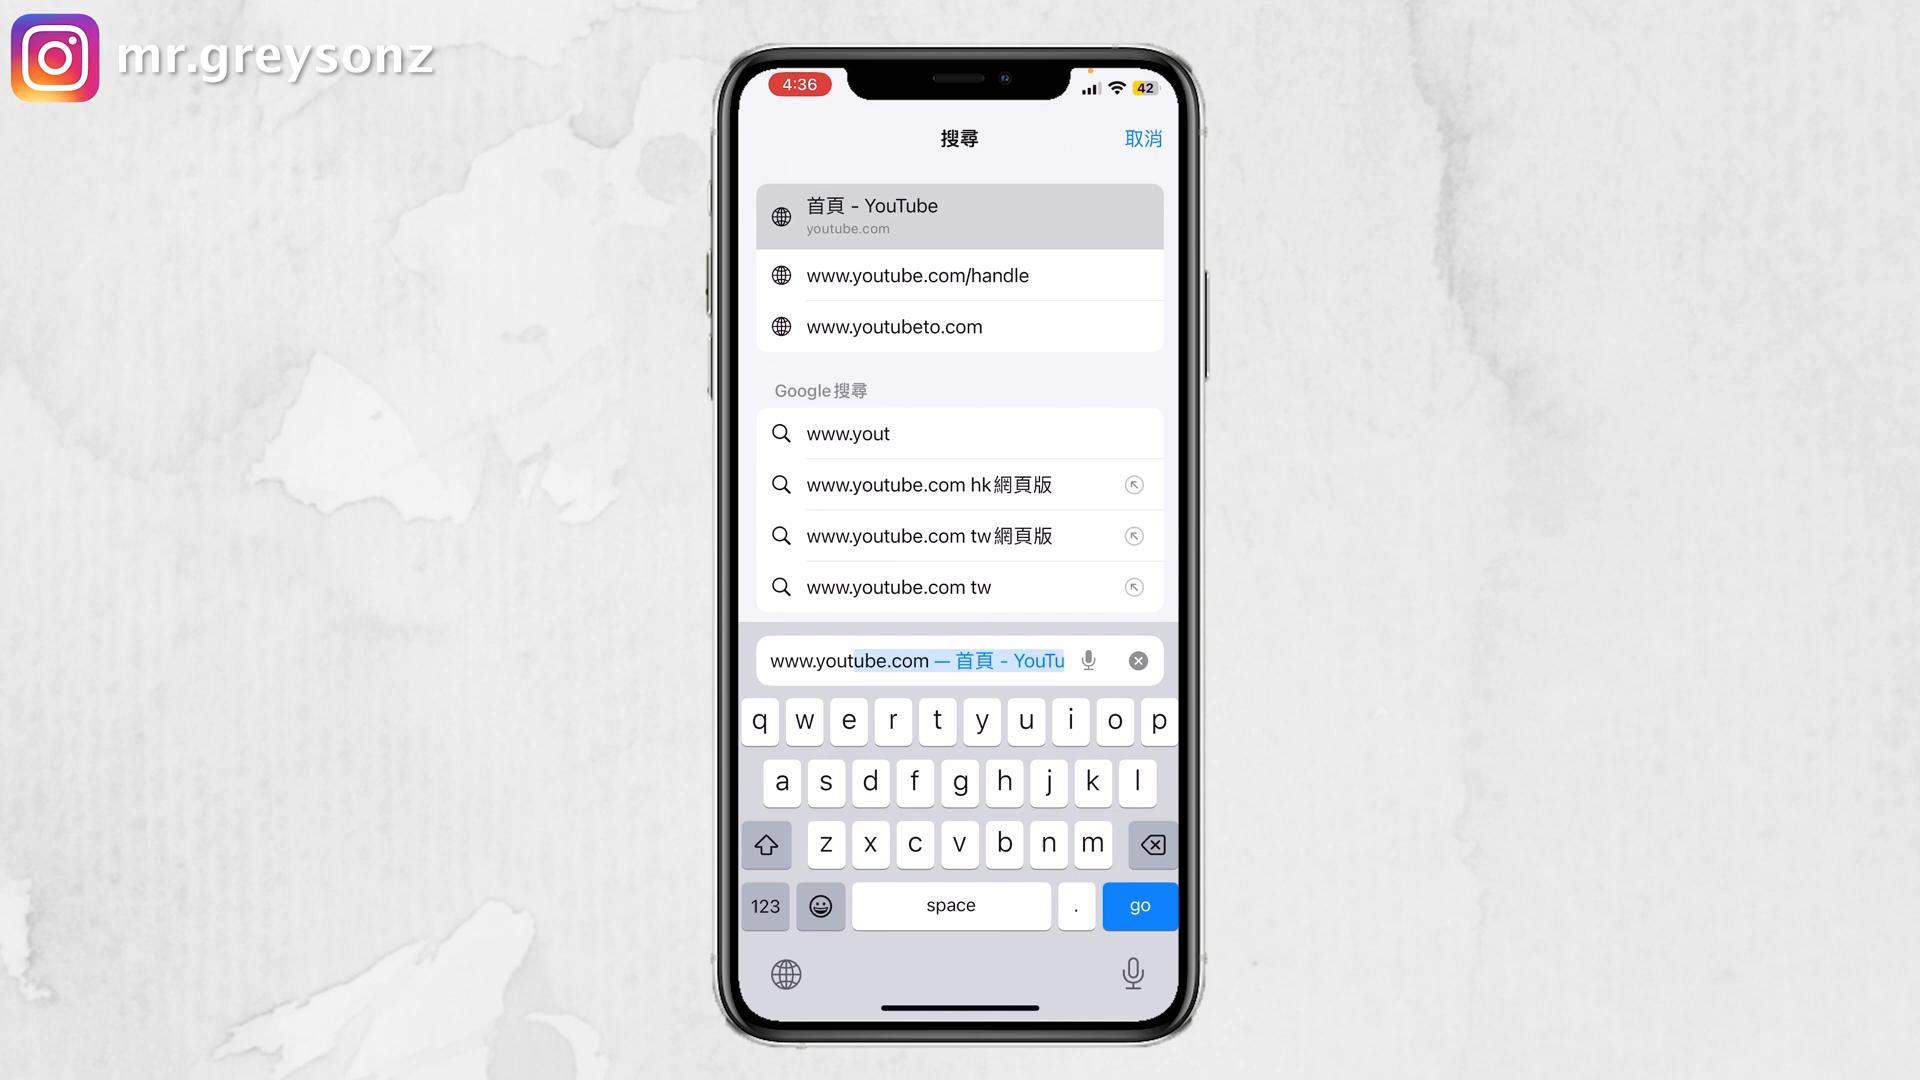 mr.greysonz
4:36
42
搜尋
取消
首頁 - YouTube
youtube.com
www.youtube.com/handle
www.youtubeto.com
Google搜尋
www.yout
www.youtube.com hk網頁版
www.youtube.com tw網頁版
www.youtube.com tw
www.youtube.com — 首頁 - YouTu
q w e r t y u i o p
a s d f g h j k l
z x c v b n m
123 space . go